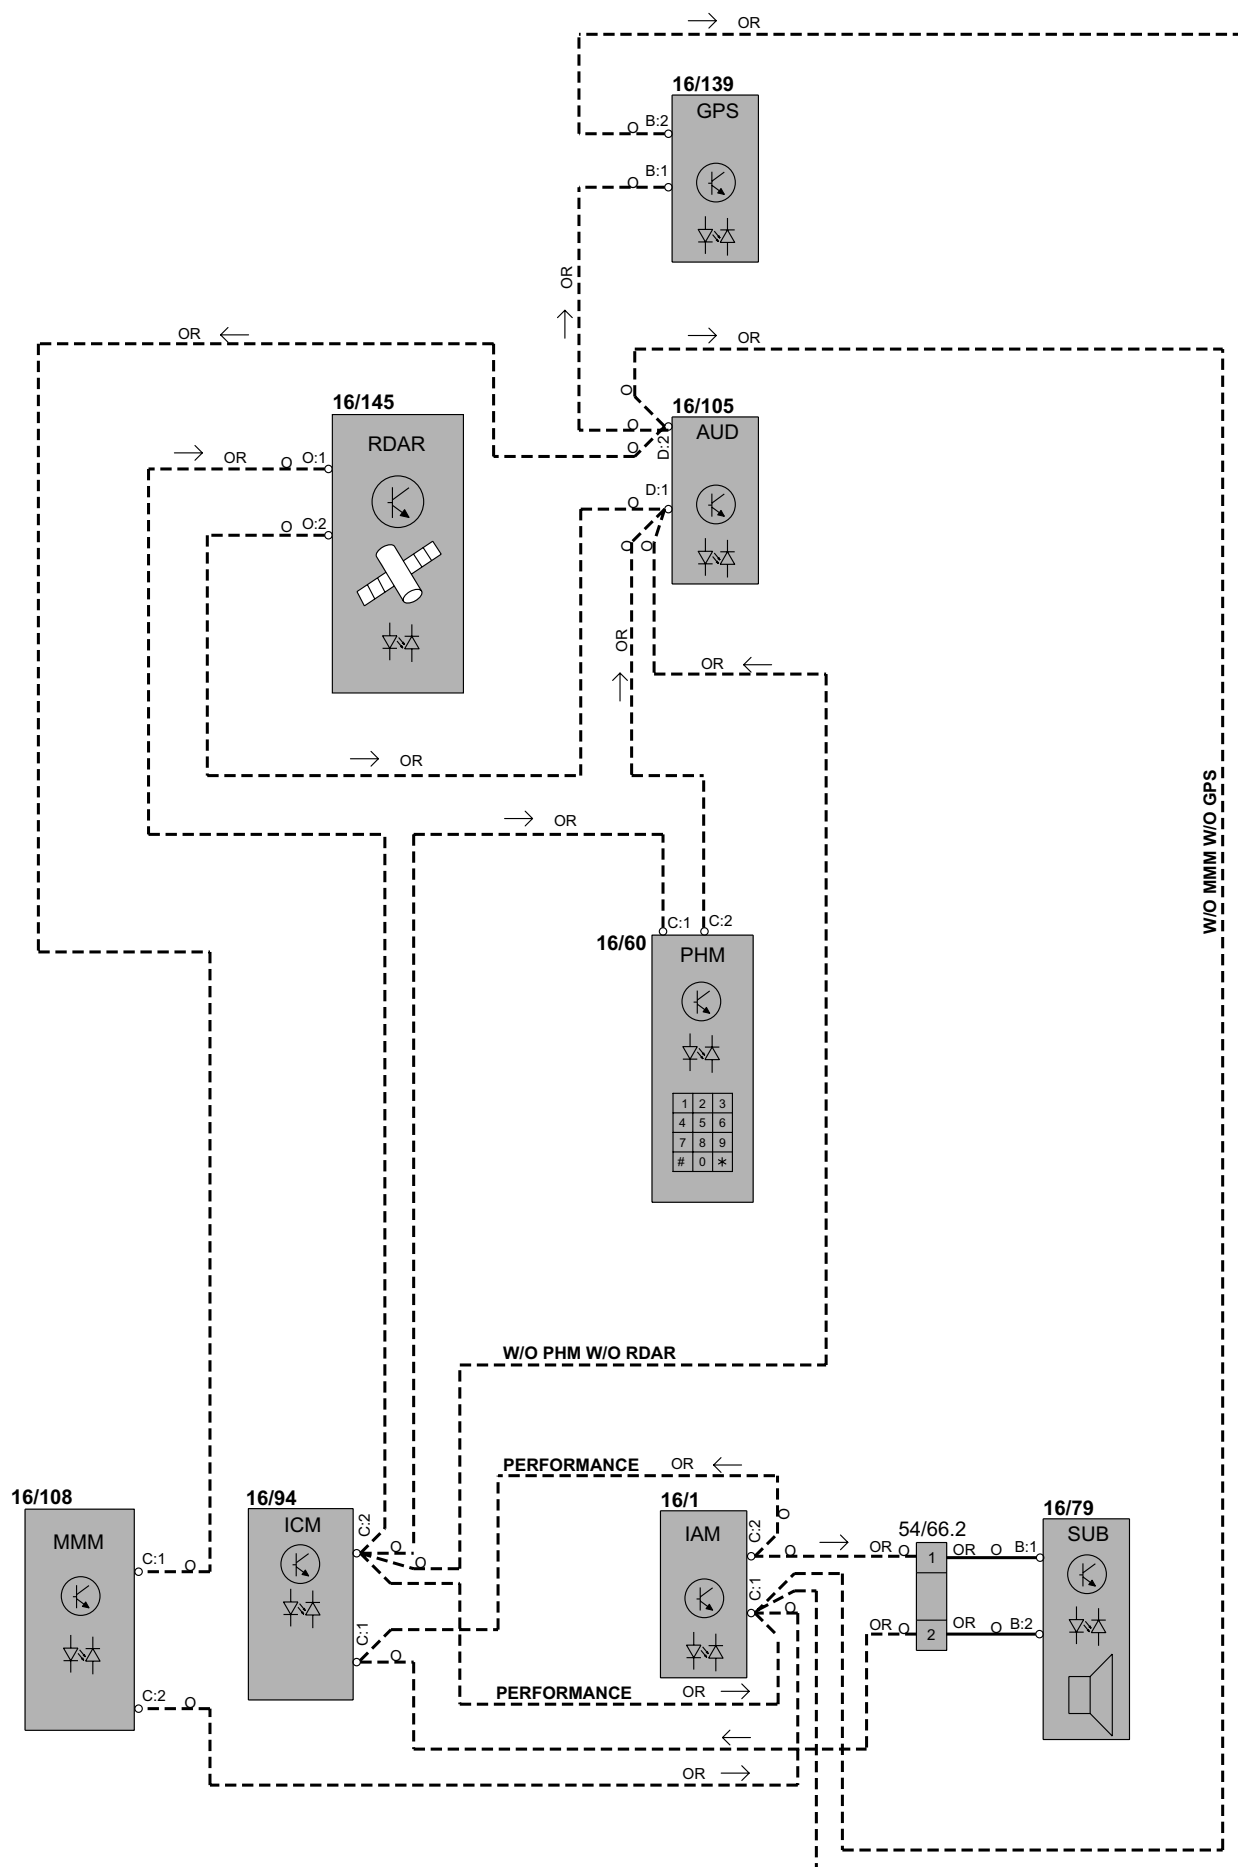 OR
16/139
GPS
O B:2
O B:1
OR
OR
OR
16/145
RDAR
OR
O O:1
O O:2
O
O
O
D:2
16/105
AUD
D:1
O
O
O
OR
OR
OR
OR
C:1
C:2
16/60
PHM
1 2 3
4 5 6
7 8 9
# 0 *
W/O MMM W/O GPS
W/O PHM W/O RDAR
PERFORMANCE OR
16/108
MMM
C:1 O
C:2 O
16/94
ICM
C:2
O
O
C:1
O
16/1
IAM
C:2
O
O
C:1
O
OR O
54/66.2
1
OR O B:1
16/79
SUB
OR O
2
OR O B:2
PERFORMANCE OR
OR